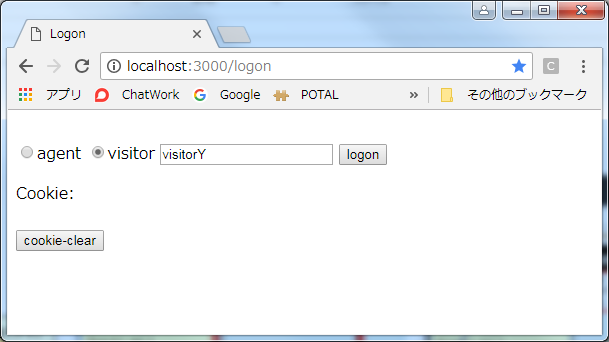 Logon
localhost:3000/logon
C
アプリ ChatWork Google POTAL » その他のブックマーク
agent visitor visitorY logon
Cookie:
cookie-clear